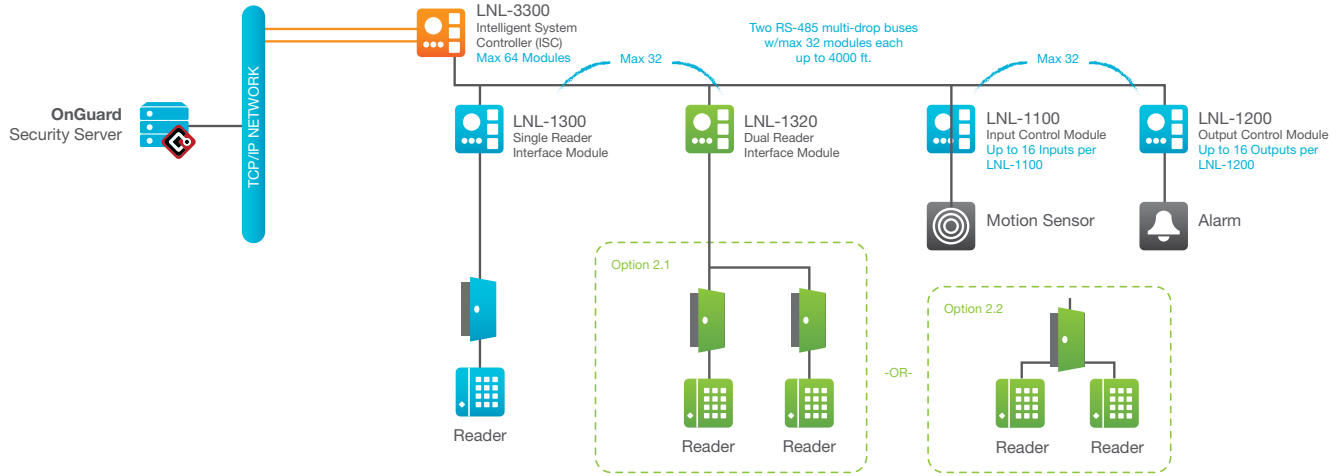 LNL-3300
Intelligent System
Controller (ISC)
Max 64 Modules
Two RS-485 multi-drop buses
w/max 32 modules each
up to 4000 ft.
Max 32
Max 32
OnGuard
Security Server
TCP/IP NETWORK
LNL-1300
Single Reader
Interface Module
LNL-1320
Dual Reader
Interface Module
LNL-1100
Input Control Module
Up to 16 Inputs per
LNL-1100
LNL-1200
Output Control Module
Up to 16 Outputs per
LNL-1200
Motion Sensor
Alarm
Option 2.1
Option 2.2
-OR-
Reader
Reader
Reader
Reader
Reader